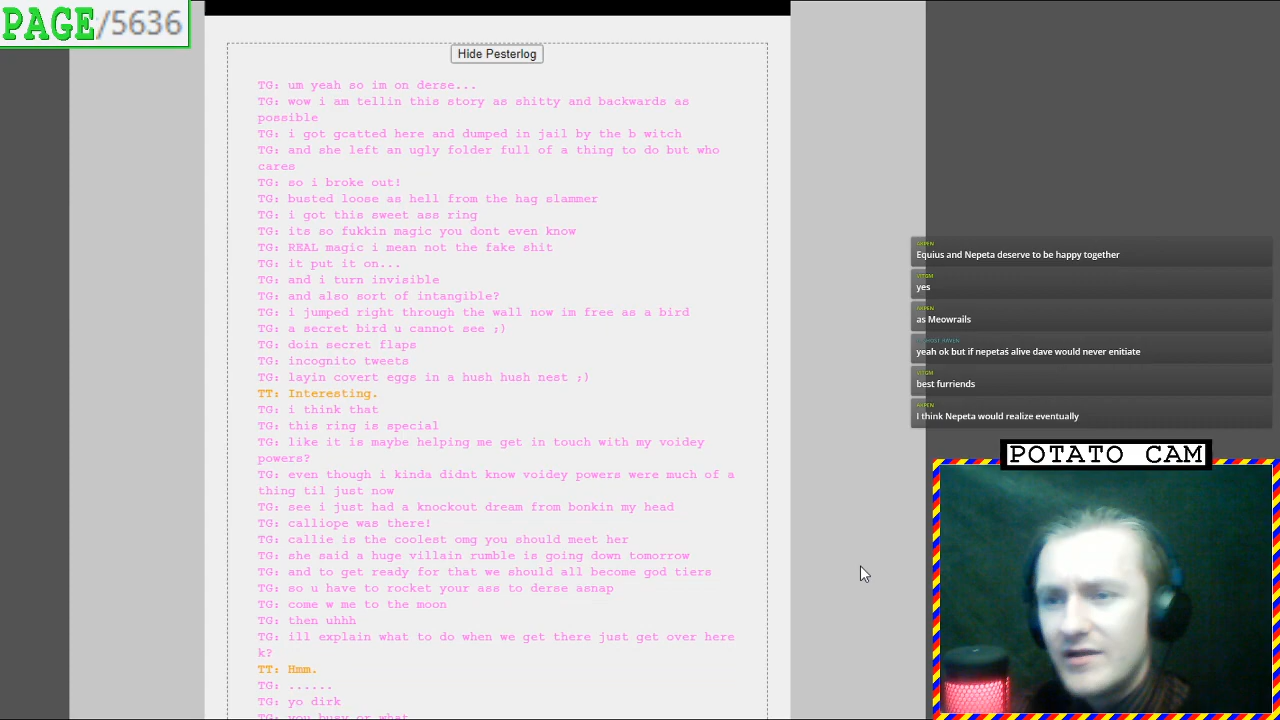 PAGE/5636
Hide Pesterlog
TG: um yeah so im on derse...
TG: wow i am tellin this story as shitty and backwards as
possible
TG: i got gcatted here and dumped in jail by the b witch
TG: and she left an ugly folder full of a thing to do but who
cares
TG: so i broke out!
TG: busted loose as hell from the hag slammer
TG: i got this sweet ass ring
TG: its so fukkin magic you dont even know
TG: REAL magic i mean not the fake shit
TG: it put it on...
TG: and i turn invisible
TG: and also sort of intangible?
TG: i jumped right through the wall now im free as a bird
TG: a secret bird u cannot see ;)
TG: doin secret flaps
TG: incognito tweets
TG: layin covert eggs in a hush hush nest ;)
TT: Interesting.
TG: i think that
TG: this ring is special
TG: like it is maybe helping me get in touch with my voidey
powers?
TG: even though i kinda didnt know voidey powers were much of a
thing til just now
TG: see i just had a knockout dream from bonkin my head
TG: calliope was there!
TG: callie is the coolest omg you should meet her
TG: she said a huge villain rumble is going down tomorrow
TG: and to get ready for that we should all become god tiers
TG: so u have to rocket your ass to derse asnap
TG: come w me to the moon
TG: then uhhh
TG: ill explain what to do when we get there just get over here
k?
TT: Hmm.
TG: ......
TG: yo dirk
TG: you busy or what
Equius and Nepeta deserve to be happy together
yes
as Meowrails
yeah ok but if nepetaś alive dave would never enitiate
best furriends
I think Nepeta would realize eventually
POTATO CAM